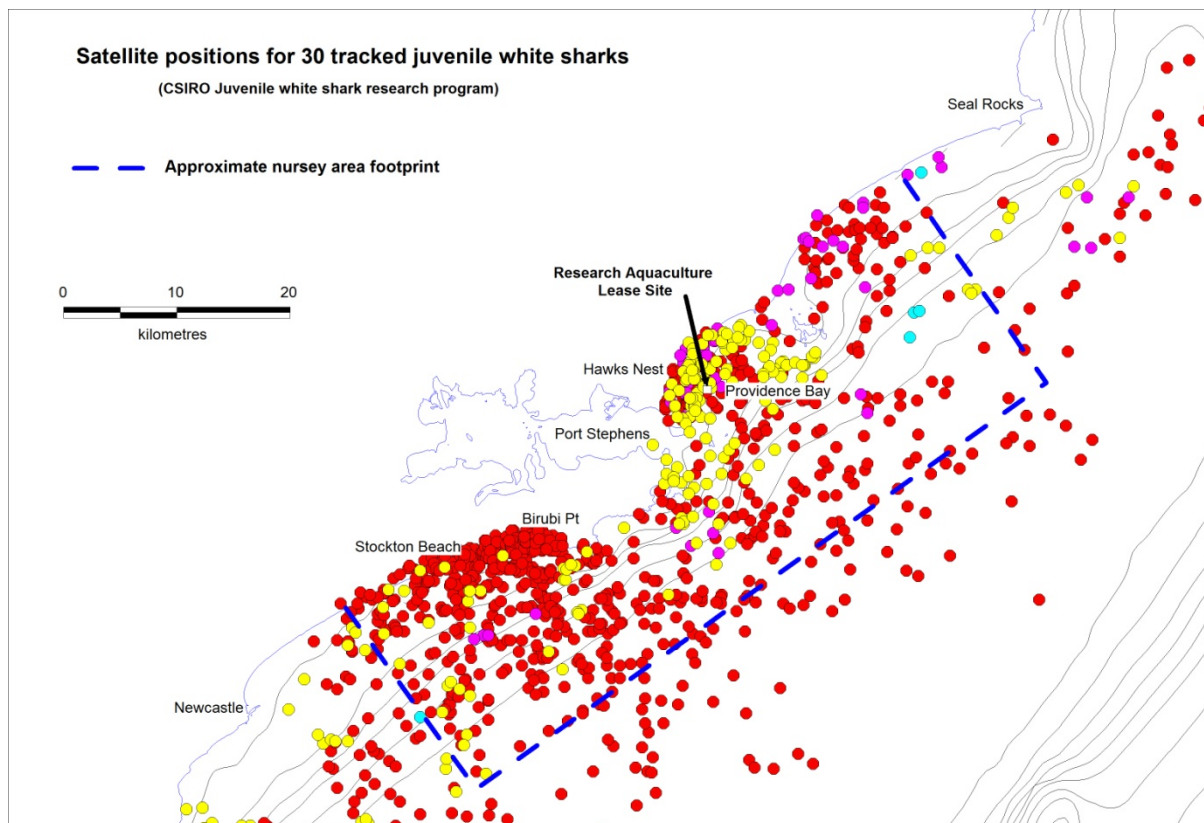 Satellite positions for 30 tracked juvenile white sharks
(CSIRO Juvenile white shark research program)
Seal Rocks
Approximate nursey area footprint
Research Aquaculture
Lease Site
0 10 20
kilometres
Hawks Nest
Providence Bay
Port Stephens
Birubi Pt
Stockton Beach
Newcastle